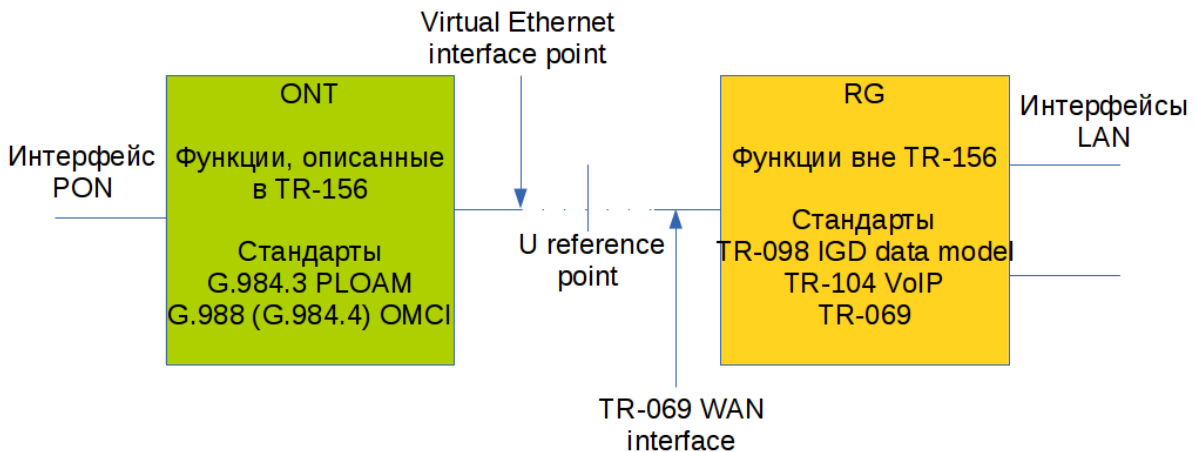 Virtual Ethernet
interface point
ONT
Функции, описанные
в TR-156
Стандарты
G.984.3 PLOAM
G.988 (G.984.4) OMCI
Интерфейс
PON
U reference
point
RG
Функции вне TR-156
Стандарты
TR-098 IGD data model
TR-104 VoIP
TR-069
Интерфейсы
LAN
TR-069 WAN
interface